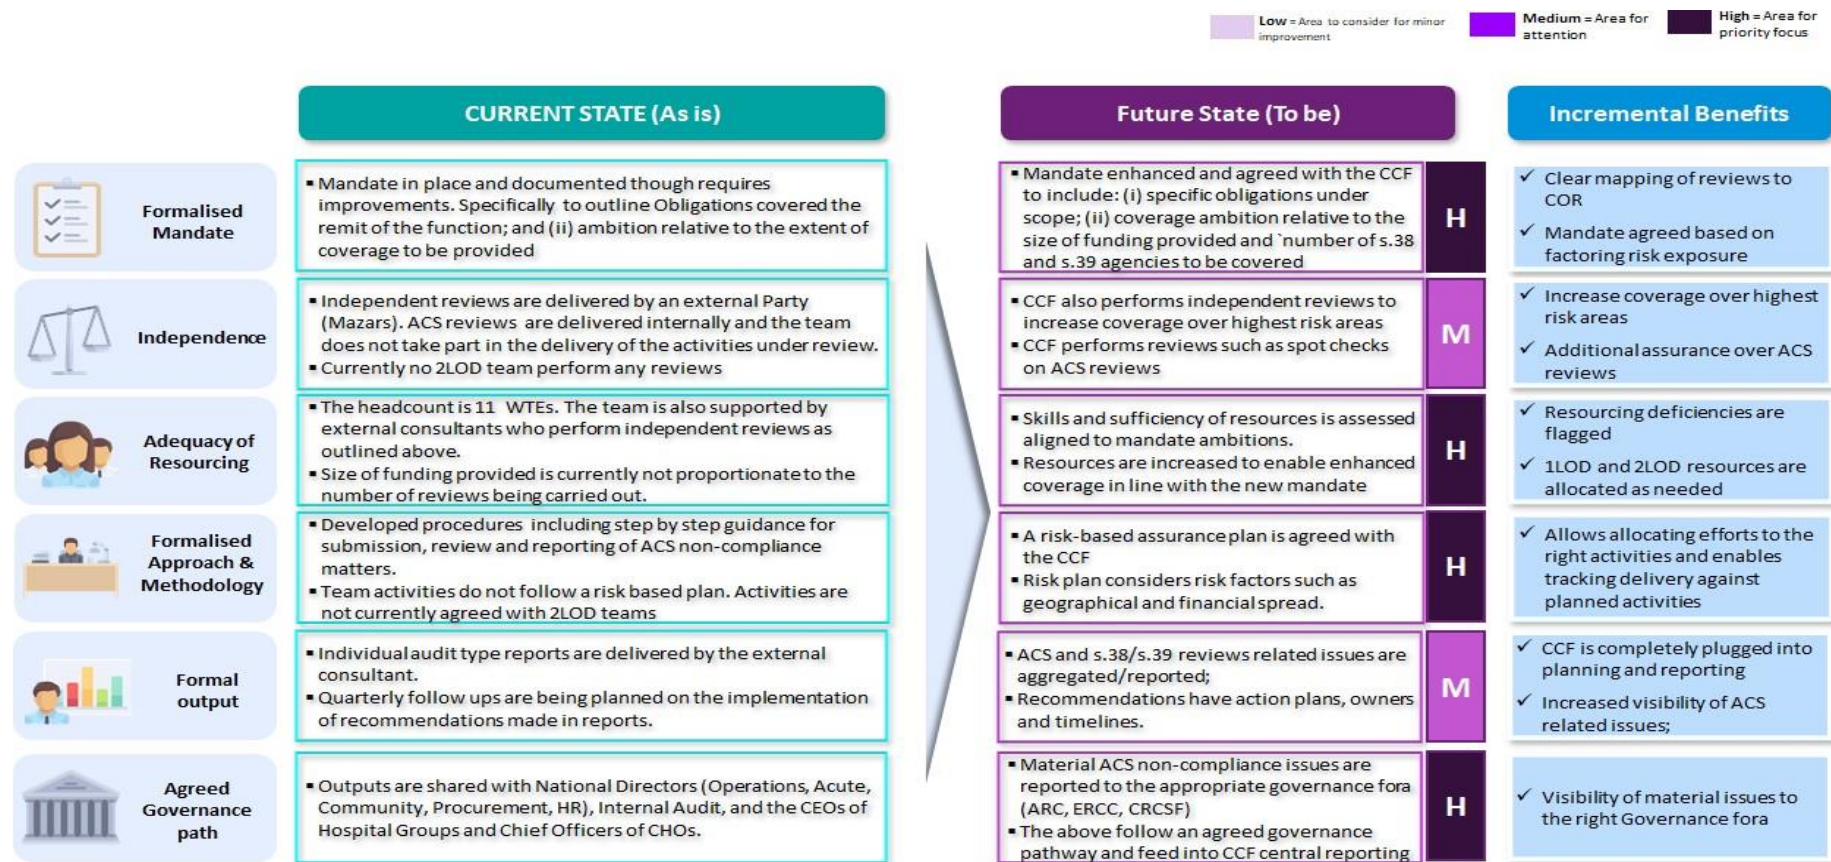 Low = Area to consider for minor
improvement
Medium = Area for
attention
High = Area for
priority focus
CURRENT STATE (As is)
Future State (To be)
Incremental Benefits
Formalised
Mandate
▪ Mandate in place and documented though requires
improvements. Specifically to outline Obligations covered the
remit of the function; and (ii) ambition relative to the extent of
coverage to be provided
▪ Mandate enhanced and agreed with the CCF
to include: (i) specific obligations under
scope; (ii) coverage ambition relative to the
size of funding provided and `number of s.38
and s.39 agencies to be covered
H
✓ Clear mapping of reviews to
COR
✓ Mandate agreed based on
factoring risk exposure
Independence
▪ Independent reviews are delivered by an external Party
(Mazars). ACS reviews are delivered internally and the team
does not take part in the delivery of the activities under review.
▪ Currently no 2LOD team perform any reviews
▪ CCF also performs independent reviews to
increase coverage over highest risk areas
▪ CCF performs reviews such as spot checks
on ACS reviews
M
✓ Increase coverage over highest
risk areas
✓ Additional assurance over ACS
reviews
Adequacy of
Resourcing
▪ The headcount is 11 WTEs. The team is also supported by
external consultants who perform independent reviews as
outlined above.
▪ Size of funding provided is currently not proportionate to the
number of reviews being carried out.
▪ Skills and sufficiency of resources is assessed
aligned to mandate ambitions.
▪ Resources are increased to enable enhanced
coverage in line with the new mandate
H
✓ Resourcing deficiencies are
flagged
✓ 1LOD and 2LOD resources are
allocated as needed
Formalised
Approach &
Methodology
▪ Developed procedures including step by step guidance for
submission, review and reporting of ACS non-compliance
matters.
▪ Team activities do not follow a risk based plan. Activities are
not currently agreed with 2LOD teams
▪ A risk-based assurance plan is agreed with
the CCF
▪ Risk plan considers risk factors such as
geographical and financial spread.
H
✓ Allows allocating efforts to the
right activities and enables
tracking delivery against
planned activities
Formal
output
▪ Individual audit type reports are delivered by the external
consultant.
▪ Quarterly follow ups are being planned on the implementation
of recommendations made in reports.
▪ ACS and s.38/s.39 reviews related issues are
aggregated/reported;
▪ Recommendations have action plans, owners
and timelines.
M
✓ CCF is completely plugged into
planning and reporting
✓ Increased visibility of ACS
related issues;
Agreed
Governance
path
▪ Outputs are shared with National Directors (Operations, Acute,
Community, Procurement, HR), Internal Audit, and the CEOs of
Hospital Groups and Chief Officers of CHOs.
▪ Material ACS non-compliance issues are
reported to the appropriate governance fora
(ARC, ERCC, CRCSF)
▪ The above follow an agreed governance
pathway and feed into CCF central reporting
H
✓ Visibility of material issues to
the right Governance fora